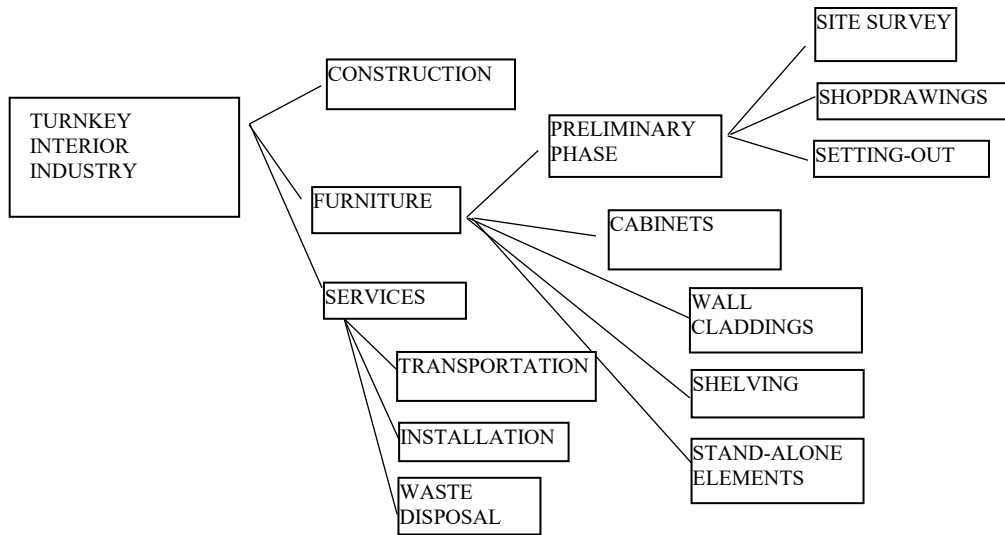 SITE SURVEY
CONSTRUCTION
SHOPDRAWINGS
TURNKEY
INTERIOR
INDUSTRY
PRELIMINARY
PHASE
SETTING-OUT
FURNITURE
CABINETS
SERVICES
WALL
CLADDINGS
TRANSPORTATION
SHELVING
INSTALLATION
STAND-ALONE
ELEMENTS
WASTE
DISPOSAL